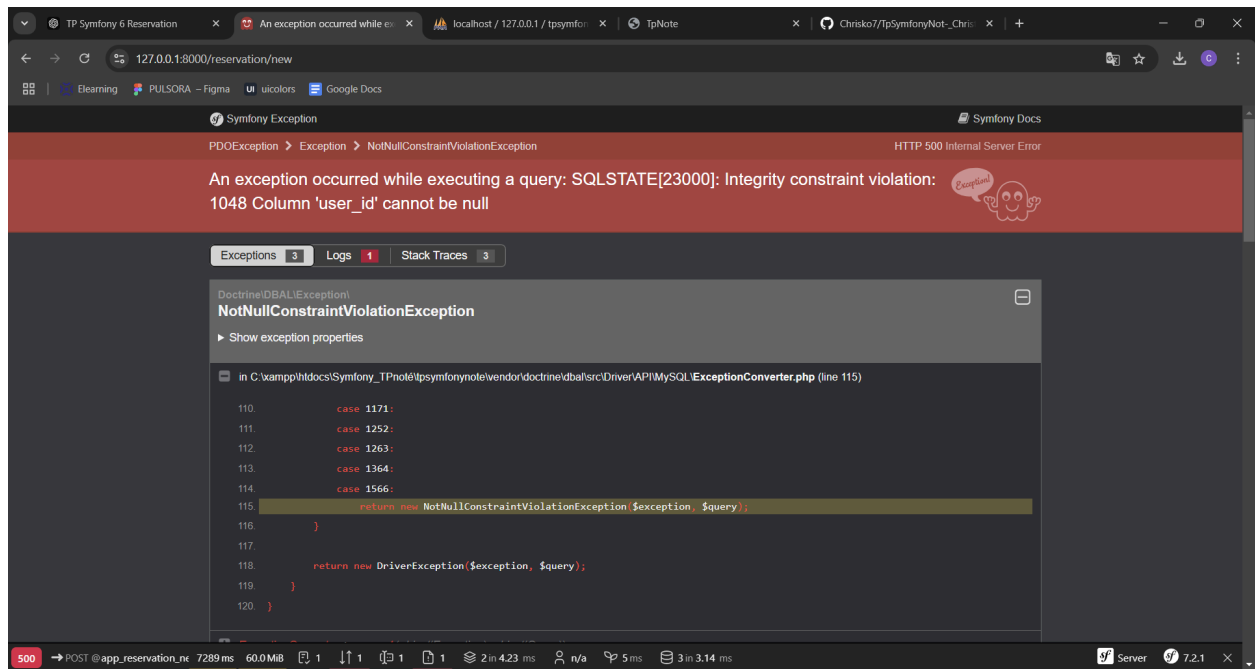 TP Symfony 6 Reservation
An exception occurred while ex
localhost / 127.0.0.1 / tpsymfon
TpNote
Chrisko7/TpSymfonyNot-_Chris
127.0.0.1:8000/reservation/new
C
Elearning
PULSORA – Figma
UI uicolors
Google Docs
sf Symfony Exception
Symfony Docs
PDOException > Exception > NotNullConstraintViolationException
HTTP 500 Internal Server Error
An exception occurred while executing a query: SQLSTATE[23000]: Integrity constraint violation:
1048 Column 'user_id' cannot be null
Exception!
Exceptions 3
Logs 1
Stack Traces 3
Doctrine\DBAL\Exception\
NotNullConstraintViolationException
Show exception properties
in C:\xampp\htdocs\Symfony_TPnoté\tpsymfonynote\vendor\doctrine\dbal\src\Driver\API\MySQL\ExceptionConverter.php (line 115)
110. case 1171:
111. case 1252:
112. case 1263:
113. case 1364:
114. case 1566:
115. return new NotNullConstraintViolationException($exception, $query);
116. }
117.
118. return new DriverException($exception, $query);
119. }
120. }
500 POST @app_reservation_ne 7289 ms 60.0 MiB 1 1 1 1 2 in 4.23 ms n/a 5 ms 3 in 3.14 ms sf Server sf 7.2.1